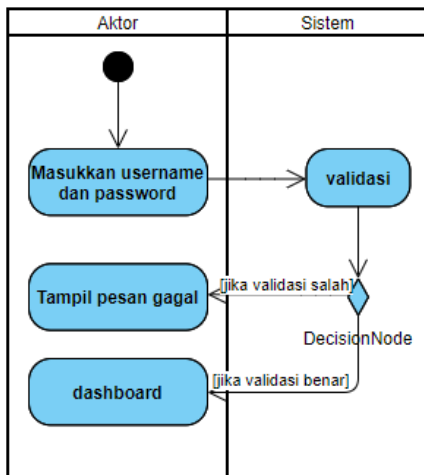 Aktor
Sistem
Masukkan username
dan password
validasi
[jika validasi salah]
Tampil pesan gagal
DecisionNode
[jika validasi benar]
dashboard